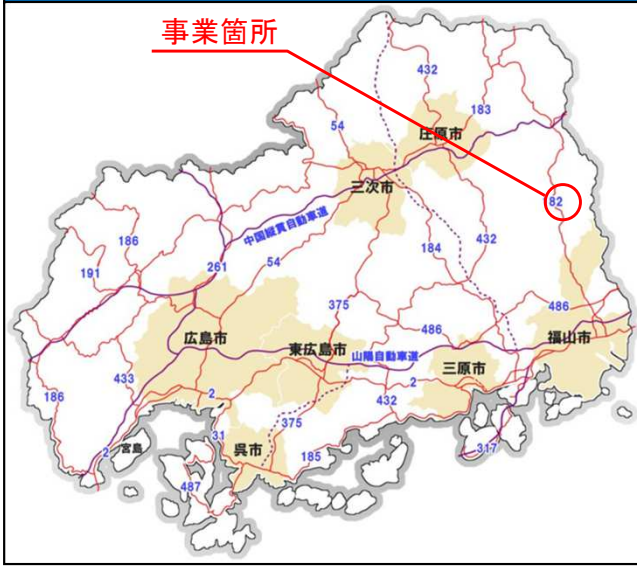 事業箇所
432
183
54
庄原市
三次市
82
中国縦貫自動車道
186
191
261
54
184
432
375
486
486
広島市
東広島市
山陽自動車道
福山市
三原市
186
433
2
2
432
375
31
185
呉市
2
宮島
317
487